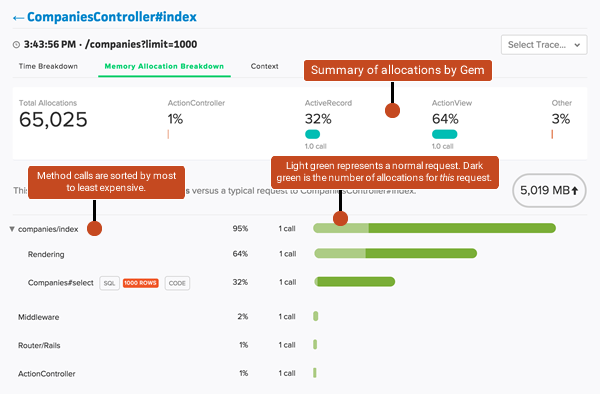 ← CompaniesController#index
3:43:56 PM · /companies?limit=1000
Select Trace...
Time Breakdown
Memory Allocation Breakdown
Context
Summary of allocations by Gem
Total Allocations
65,025
ActionController
1%
ActiveRecord
32%
1.0 call
ActionView
64%
1.0 call
Other
3%
Method calls are sorted by most
to least expensive.
Light green represents a normal request. Dark
green is the number of allocations for this request.
This
versus a typical request to CompaniesController#index.
5,019 MB↑
▼ companies/index 95% 1 call
Rendering 64% 1 call
Companies#select SQL 1000 ROWS CODE 32% 1 call
Middleware 2% 1 call
Router/Rails 1% 1 call
ActionController 1% 1 call